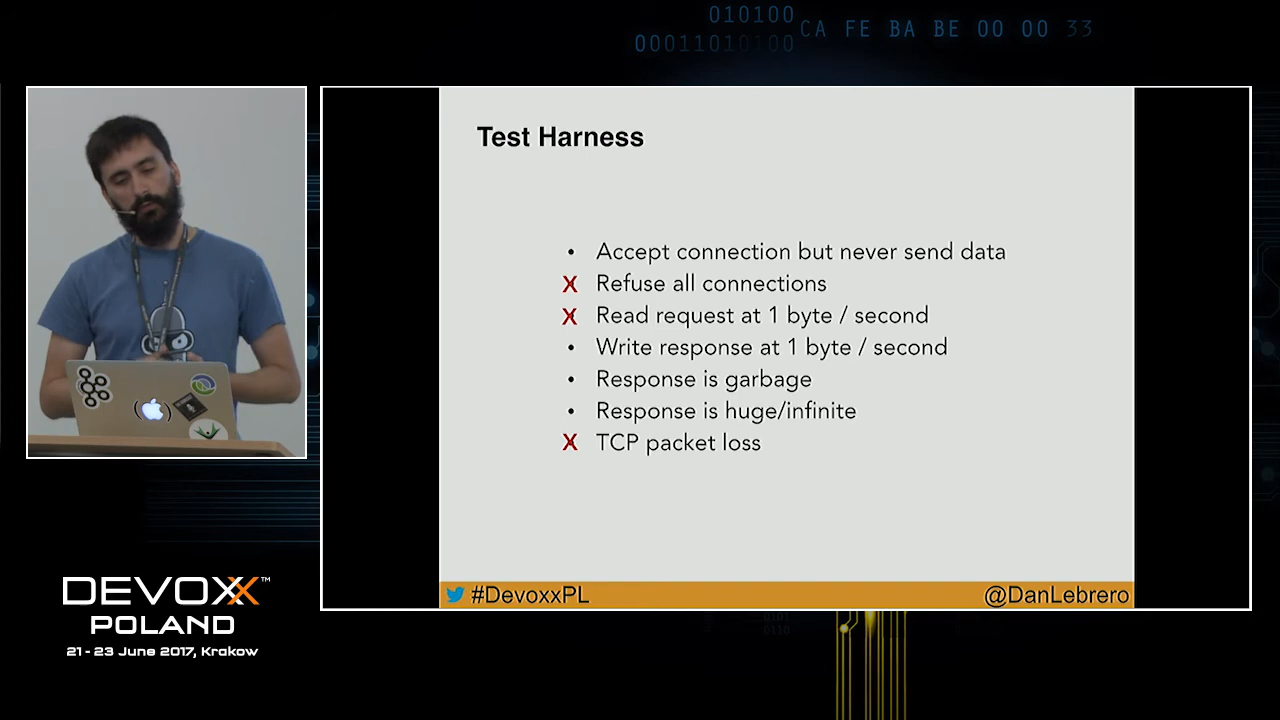 010100
00011010100
CA FE BA BE 00 00 33
Test Harness
• Accept connection but never send data
X Refuse all connections
X Read request at 1 byte / second
• Write response at 1 byte / second
• Response is garbage
• Response is huge/infinite
X TCP packet loss
#DevoxxPL
@DanLebrero
DEVOXX™
POLAND
21 - 23 June 2017, Krakow